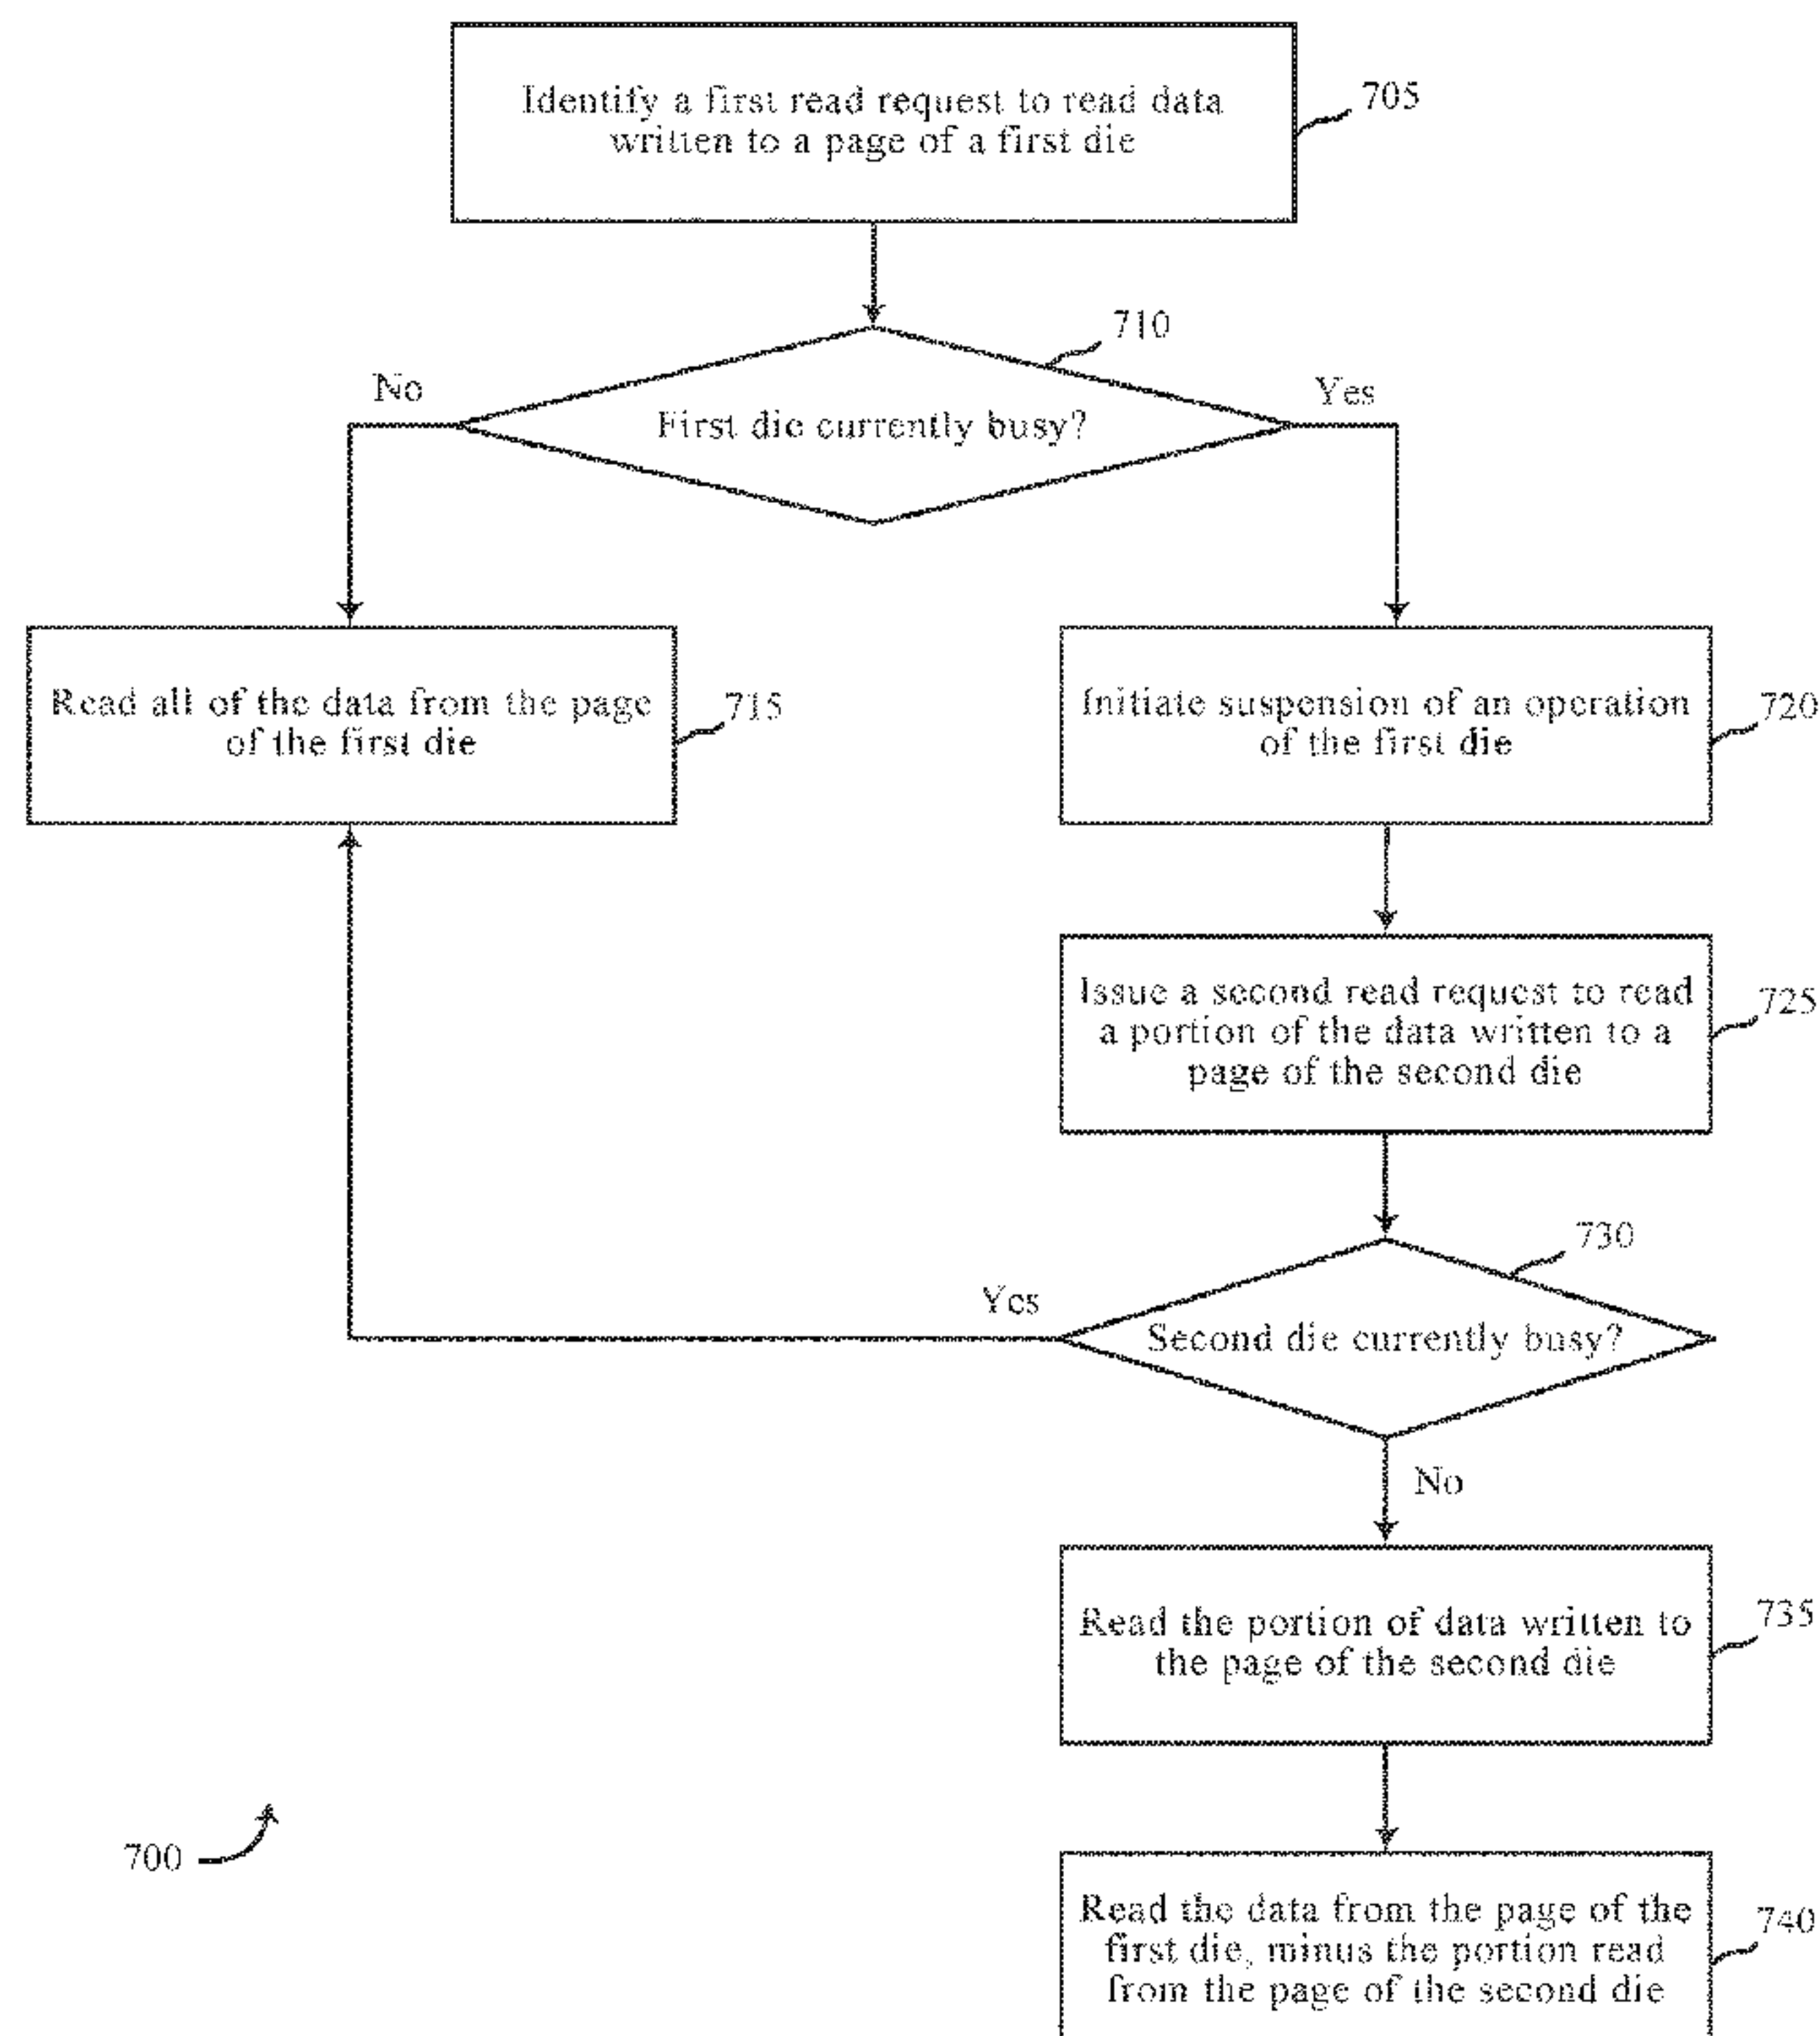 Identify a first read request to read data
written to a page of a first die
705
710
No
Yes
First die currently busy?
Read all of the data from the page
of the first die
715
Initiate suspension of an operation
of the first die
720
Issue a second read request to read
a portion of the data written to a
page of the second die
725
730
Yes
Second die currently busy?
No
Read the portion of data written to
the page of the second die
735
700
Read the data from the page of the
first die, minus the portion read
from the page of the second die
740